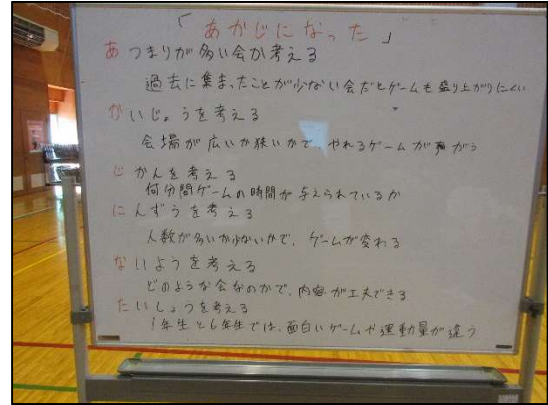 「あかじになった」
あつまりが多い会か考える
過去に集まったことが少ない会だとゲームも盛り上がりにくい
かいじょうを考える
会場が広いか狭いかで、やれるゲームがちがう
じかんを考える
何分間ゲームの時間が与えられているか
にんずうを考える
人数が多いか少ないかで、ゲームが変わる
ないようを考える
どのような会なのかで、内容が工夫できる
たいしょうを考える
1年生と6年生では、面白いゲームや運動量が違う